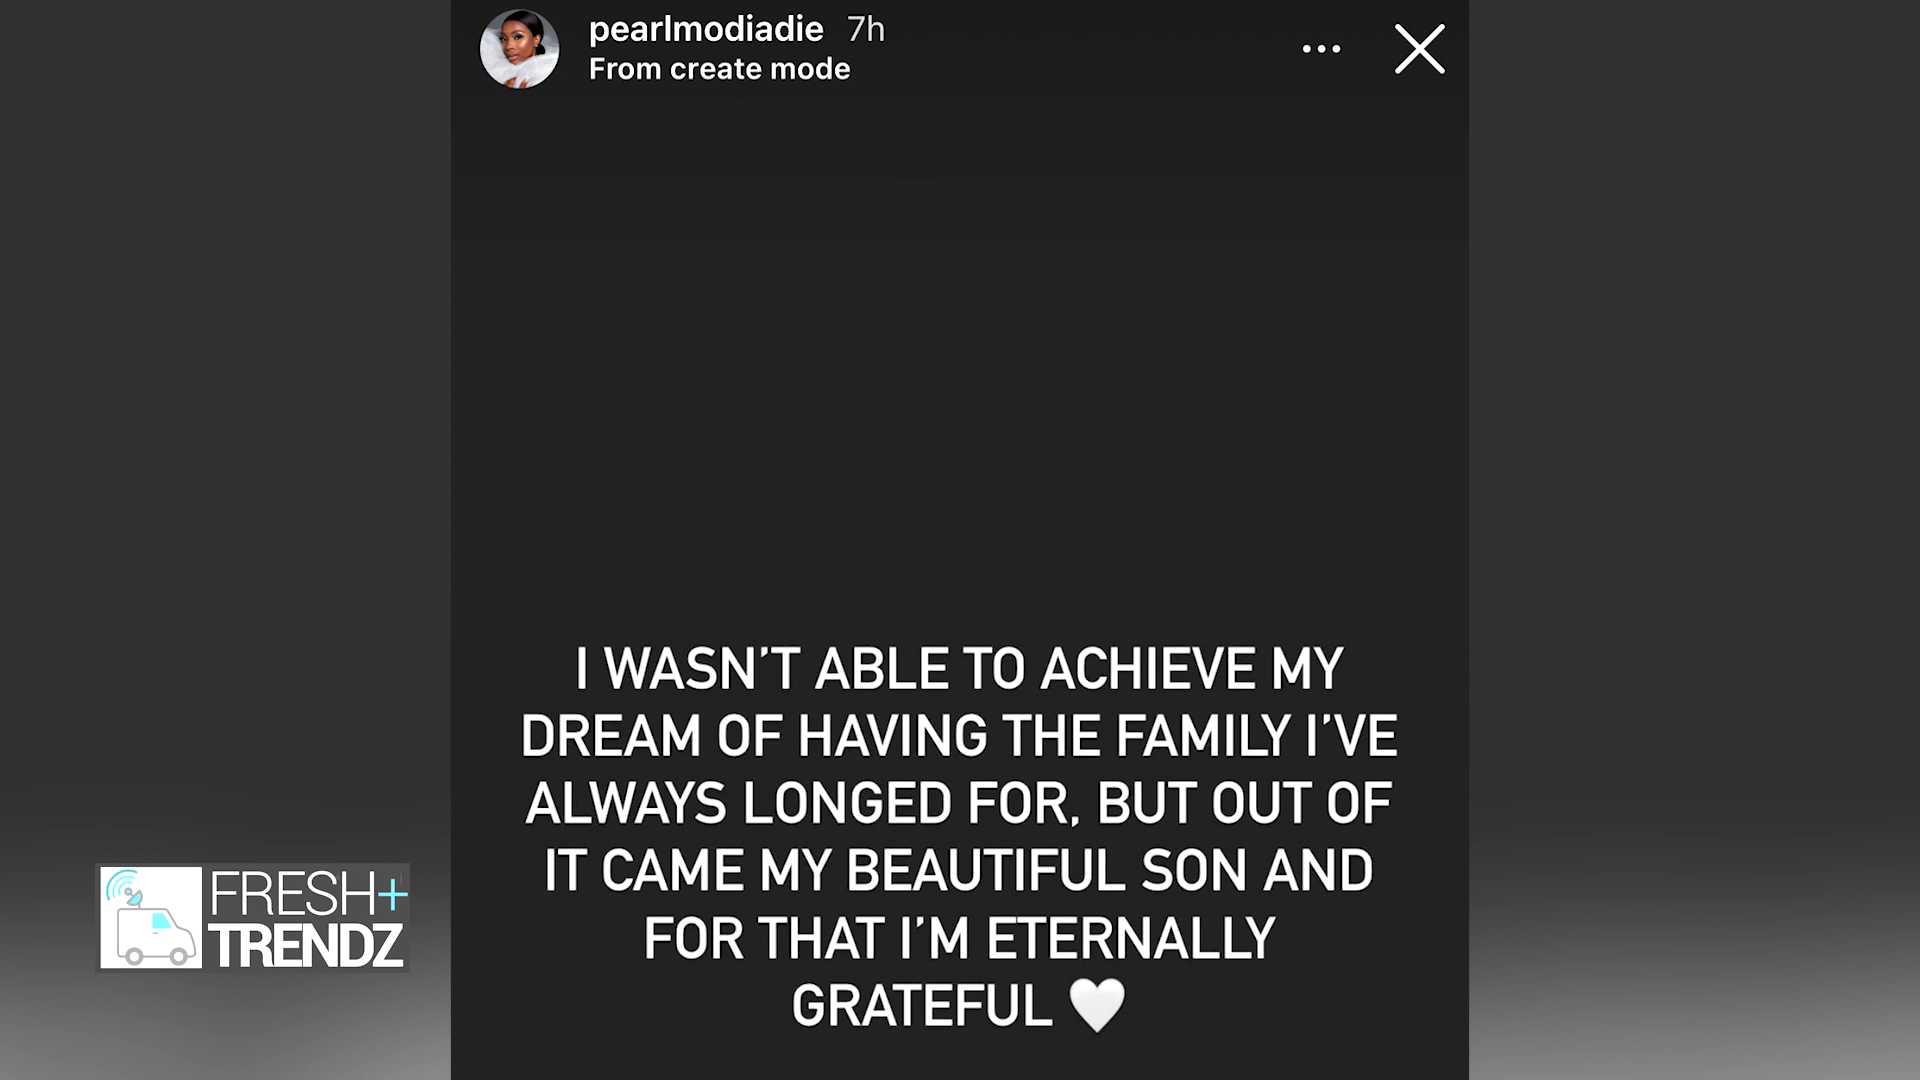 pearlmodiadie 7h
From create mode
I WASN'T ABLE TO ACHIEVE MY
DREAM OF HAVING THE FAMILY I'VE
ALWAYS LONGED FOR, BUT OUT OF
IT CAME MY BEAUTIFUL SON AND
FOR THAT I'M ETERNALLY
GRATEFUL 🤍
FRESH+
TRENDZ